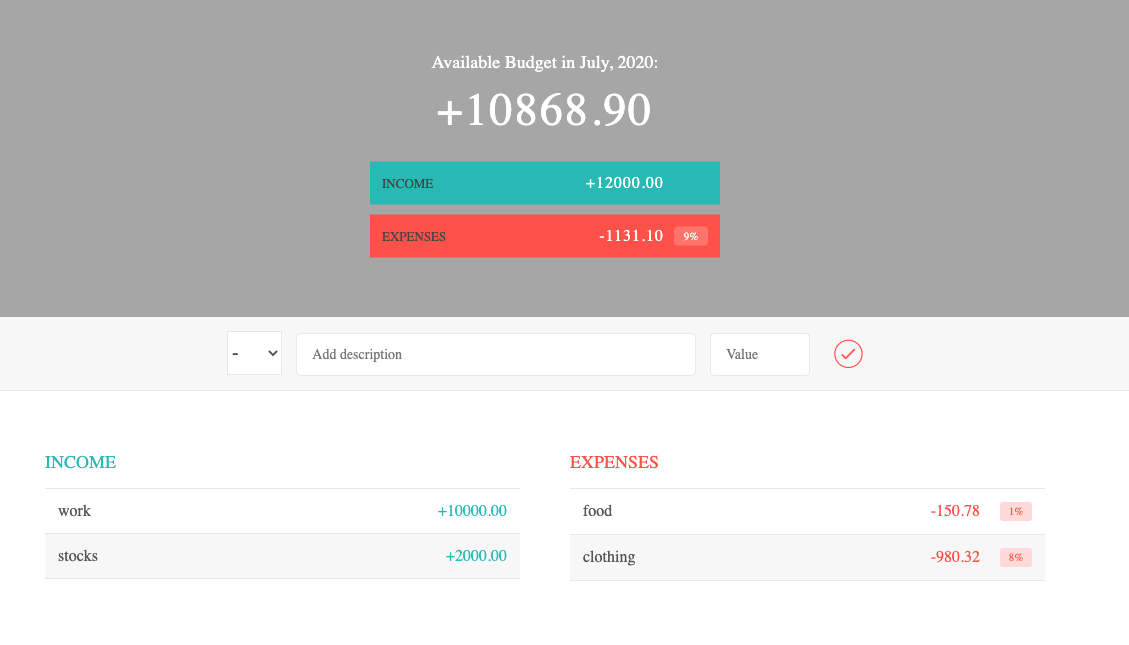 Available Budget in July, 2020:
+10868.90
INCOME +12000.00
EXPENSES -1131.10 9%
- Add description Value
INCOME
work +10000.00
stocks +2000.00
EXPENSES
food -150.78 1%
clothing -980.32 8%